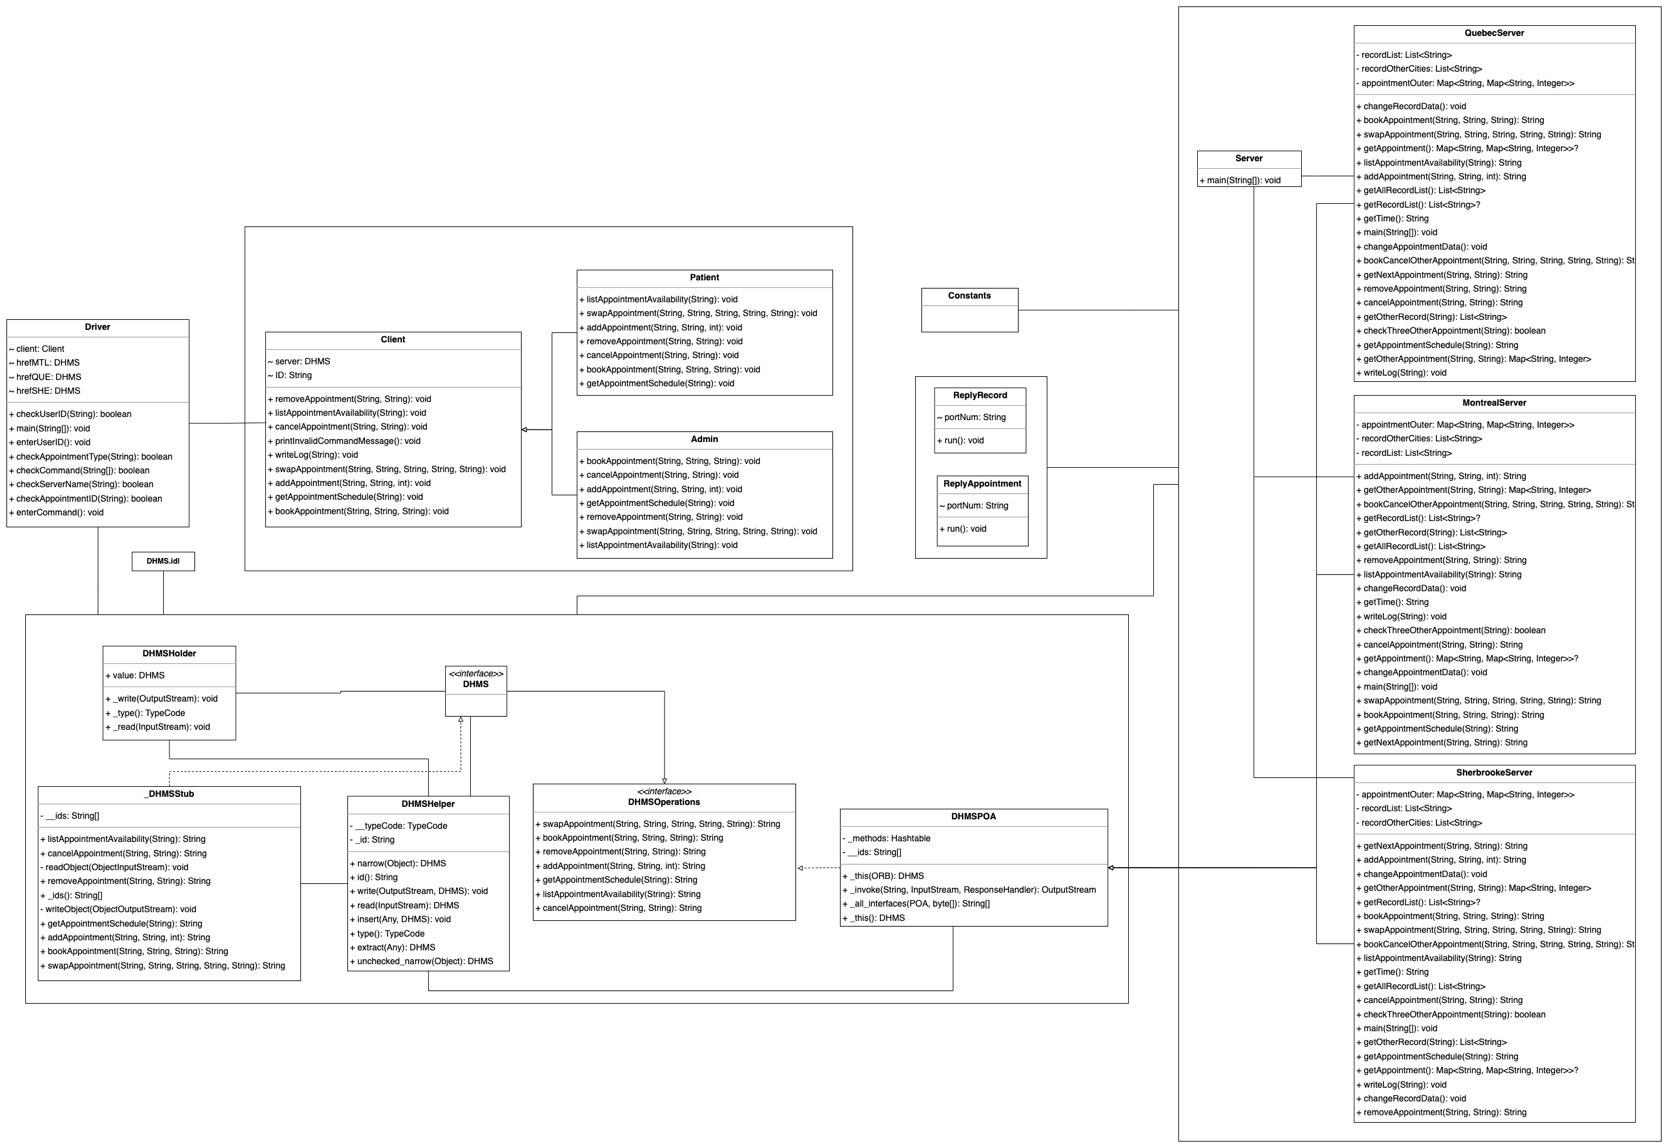 QuebecServer
- recordList: List<String>
- recordOtherCities: List<String>
- appointmentOuter: Map<String, Map<String, Integer>>
+ changeRecordData(): void
+ bookAppointment(String, String, String): String
+ swapAppointment(String, String, String, String, String): String
+ getAppointment(): Map<String, Map<String, Integer>>?
+ listAppointmentAvailability(String): String
+ addAppointment(String, String, int): String
+ getAllRecordList(): List<String>
+ getRecordList(): List<String>?
+ getTime(): String
+ main(String[]): void
+ changeAppointmentData(): void
+ bookCancelOtherAppointment(String, String, String, String, String): St
+ getNextAppointment(String, String): String
+ removeAppointment(String, String): String
+ cancelAppointment(String, String): String
+ getOtherRecord(String): List<String>
+ checkThreeOtherAppointment(String): boolean
+ getAppointmentSchedule(String): String
+ getOtherAppointment(String, String): Map<String, Integer>
+ writeLog(String): void
Server
+ main(String[]): void
Patient
+ listAppointmentAvailability(String): void
+ swapAppointment(String, String, String, String, String): void
+ addAppointment(String, String, int): void
+ removeAppointment(String, String): void
+ cancelAppointment(String, String): void
+ bookAppointment(String, String, String): void
+ getAppointmentSchedule(String): void
Constants
Driver
~ client: Client
~ hrefMTL: DHMS
~ hrefQUE: DHMS
~ hrefSHE: DHMS
+ checkUserID(String): boolean
+ main(String[]): void
+ enterUserID(): void
+ checkAppointmentType(String): boolean
+ checkCommand(String[]): boolean
+ checkServerName(String): boolean
+ checkAppointmentID(String): boolean
+ enterCommand(): void
Client
~ server: DHMS
~ ID: String
+ removeAppointment(String, String): void
+ listAppointmentAvailability(String): void
+ cancelAppointment(String, String): void
+ printInvalidCommandMessage(): void
+ writeLog(String): void
+ swapAppointment(String, String, String, String, String): void
+ addAppointment(String, String, int): void
+ getAppointmentSchedule(String): void
+ bookAppointment(String, String, String): void
Admin
+ bookAppointment(String, String, String): void
+ cancelAppointment(String, String): void
+ addAppointment(String, String, int): void
+ getAppointmentSchedule(String): void
+ removeAppointment(String, String): void
+ swapAppointment(String, String, String, String, String): void
+ listAppointmentAvailability(String): void
ReplyRecord
~ portNum: String
+ run(): void
ReplyAppointment
~ portNum: String
+ run(): void
MontrealServer
- appointmentOuter: Map<String, Map<String, Integer>>
- recordOtherCities: List<String>
- recordList: List<String>
+ addAppointment(String, String, int): String
+ getOtherAppointment(String, String): Map<String, Integer>
+ bookCancelOtherAppointment(String, String, String, String, String): St
+ getRecordList(): List<String>?
+ getOtherRecord(String): List<String>
+ getAllRecordList(): List<String>
+ removeAppointment(String, String): String
+ listAppointmentAvailability(String): String
+ changeRecordData(): void
+ getTime(): String
+ writeLog(String): void
+ checkThreeOtherAppointment(String): boolean
+ cancelAppointment(String, String): String
+ getAppointment(): Map<String, Map<String, Integer>>?
+ changeAppointmentData(): void
+ main(String[]): void
+ swapAppointment(String, String, String, String, String): String
+ bookAppointment(String, String, String): String
+ getAppointmentSchedule(String): String
+ getNextAppointment(String, String): String
DHMS.idl
DHMSHolder
+ value: DHMS
+ _write(OutputStream): void
+ _type(): TypeCode
+ _read(InputStream): void
<<interface>>
DHMS
_DHMSStub
- __ids: String[]
+ listAppointmentAvailability(String): String
+ cancelAppointment(String, String): String
- readObject(ObjectInputStream): void
+ removeAppointment(String, String): String
+ _ids(): String[]
- writeObject(ObjectOutputStream): void
+ getAppointmentSchedule(String): String
+ addAppointment(String, String, int): String
+ bookAppointment(String, String, String): String
+ swapAppointment(String, String, String, String, String): String
DHMSHelper
- __typeCode: TypeCode
- _id: String
+ narrow(Object): DHMS
+ id(): String
+ write(OutputStream, DHMS): void
+ read(InputStream): DHMS
+ insert(Any, DHMS): void
+ type(): TypeCode
+ extract(Any): DHMS
+ unchecked_narrow(Object): DHMS
<<interface>>
DHMSOperations
+ swapAppointment(String, String, String, String, String): String
+ bookAppointment(String, String, String): String
+ removeAppointment(String, String): String
+ addAppointment(String, String, int): String
+ getAppointmentSchedule(String): String
+ listAppointmentAvailability(String): String
+ cancelAppointment(String, String): String
DHMSPOA
- _methods: Hashtable
- __ids: String[]
+ _this(ORB): DHMS
+ _invoke(String, InputStream, ResponseHandler): OutputStream
+ _all_interfaces(POA, byte[]): String[]
+ _this(): DHMS
SherbrookeServer
- appointmentOuter: Map<String, Map<String, Integer>>
- recordList: List<String>
- recordOtherCities: List<String>
+ getNextAppointment(String, String): String
+ addAppointment(String, String, int): String
+ changeAppointmentData(): void
+ getOtherAppointment(String, String): Map<String, Integer>
+ getRecordList(): List<String>?
+ bookAppointment(String, String, String): String
+ swapAppointment(String, String, String, String, String): String
+ bookCancelOtherAppointment(String, String, String, String, String): St
+ listAppointmentAvailability(String): String
+ getTime(): String
+ getAllRecordList(): List<String>
+ cancelAppointment(String, String): String
+ checkThreeOtherAppointment(String): boolean
+ main(String[]): void
+ getOtherRecord(String): List<String>
+ getAppointmentSchedule(String): String
+ getAppointment(): Map<String, Map<String, Integer>>?
+ writeLog(String): void
+ changeRecordData(): void
+ removeAppointment(String, String): String